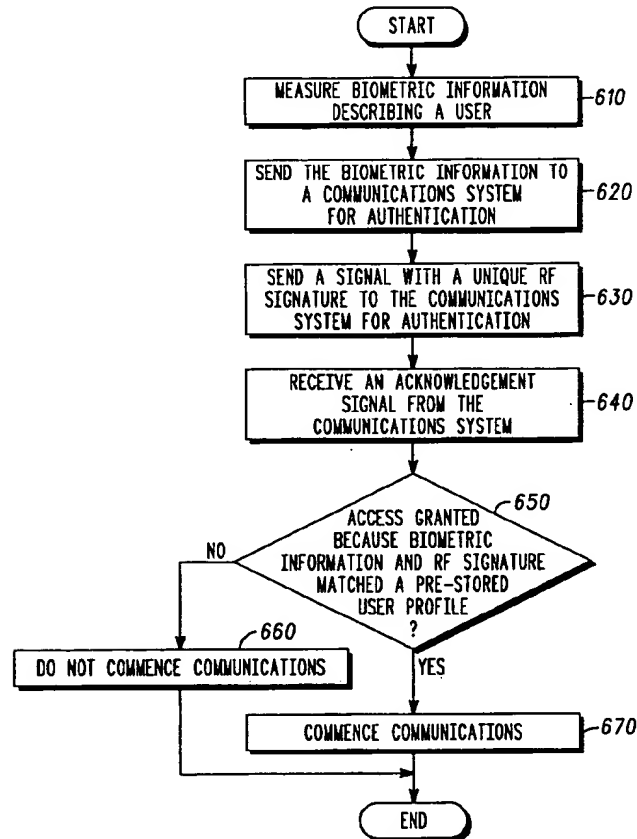 START
MEASURE BIOMETRIC INFORMATION
DESCRIBING A USER
610
SEND THE BIOMETRIC INFORMATION TO
A COMMUNICATIONS SYSTEM
FOR AUTHENTICATION
620
SEND A SIGNAL WITH A UNIQUE RF
SIGNATURE TO THE COMMUNICATIONS
SYSTEM FOR AUTHENTICATION
630
RECEIVE AN ACKNOWLEDGEMENT
SIGNAL FROM THE
COMMUNICATIONS SYSTEM
640
650
ACCESS GRANTED
BECAUSE BIOMETRIC
INFORMATION AND RF SIGNATURE
MATCHED A PRE-STORED
USER PROFILE
?
NO
660
DO NOT COMMENCE COMMUNICATIONS
YES
COMMENCE COMMUNICATIONS
670
END